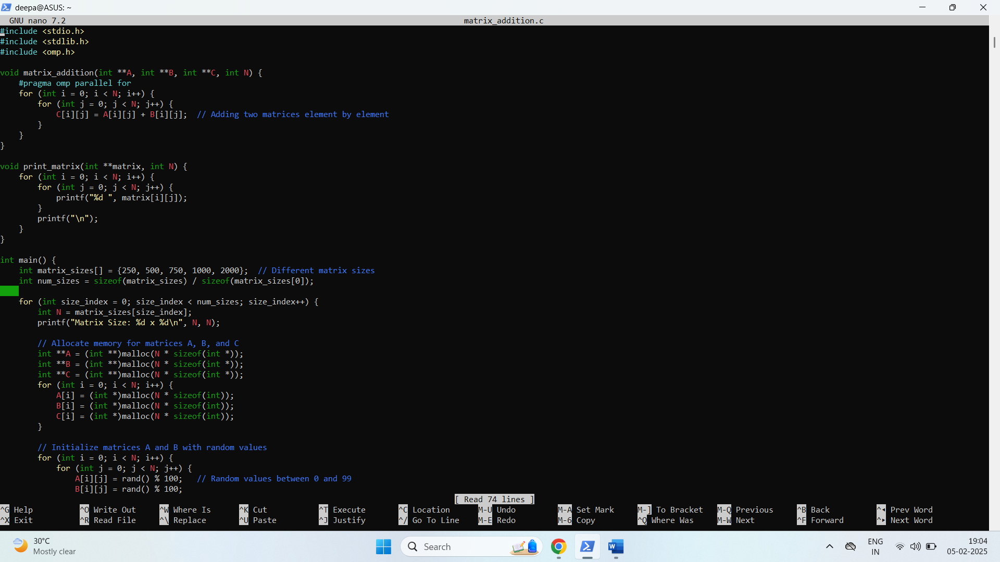 deepa@ASUS: ~
GNU nano 7.2 matrix_addition.c
#include <stdio.h>
#include <stdlib.h>
#include <omp.h>

void matrix_addition(int **A, int **B, int **C, int N) {
    #pragma omp parallel for
    for (int i = 0; i < N; i++) {
        for (int j = 0; j < N; j++) {
            C[i][j] = A[i][j] + B[i][j];  // Adding two matrices element by element
        }
    }
}

void print_matrix(int **matrix, int N) {
    for (int i = 0; i < N; i++) {
        for (int j = 0; j < N; j++) {
            printf("%d ", matrix[i][j]);
        }
        printf("\n");
    }
}

int main() {
    int matrix_sizes[] = {250, 500, 750, 1000, 2000};  // Different matrix sizes
    int num_sizes = sizeof(matrix_sizes) / sizeof(matrix_sizes[0]);

    for (int size_index = 0; size_index < num_sizes; size_index++) {
        int N = matrix_sizes[size_index];
        printf("Matrix Size: %d x %d\n", N, N);

        // Allocate memory for matrices A, B, and C
        int **A = (int **)malloc(N * sizeof(int *));
        int **B = (int **)malloc(N * sizeof(int *));
        int **C = (int **)malloc(N * sizeof(int *));
        for (int i = 0; i < N; i++) {
            A[i] = (int *)malloc(N * sizeof(int));
            B[i] = (int *)malloc(N * sizeof(int));
            C[i] = (int *)malloc(N * sizeof(int));
        }

        // Initialize matrices A and B with random values
        for (int i = 0; i < N; i++) {
            for (int j = 0; j < N; j++) {
                A[i][j] = rand() % 100;   // Random values between 0 and 99
                B[i][j] = rand() % 100;
[ Read 74 lines ]
^G Help ^O Write Out ^W Where Is ^K Cut ^T Execute ^C Location M-U Undo M-A Set Mark M-] To Bracket M-Q Previous ^B Back ^◂ Prev Word
^X Exit ^R Read File ^\ Replace ^U Paste ^J Justify ^/ Go To Line M-E Redo M-6 Copy ^Q Where Was M-W Next ^F Forward ^▸ Next Word
30°C
Mostly clear
Search
W
ENG
IN
19:04
05-02-2025